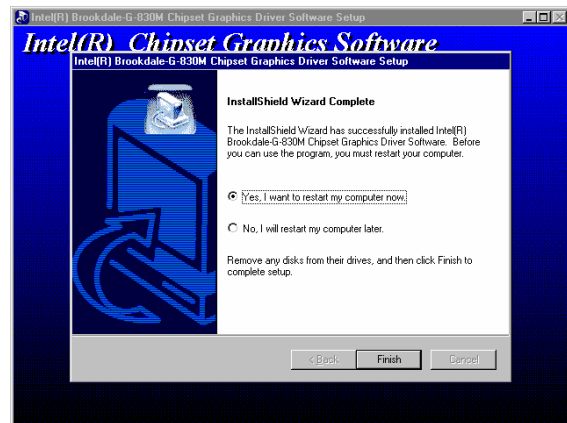 Intel(R) Brookdale-G-830M Chipset Graphics Driver Software Setup
Intel(R) Chipset Graphics Software
Intel(R) Brookdale-G-830M Chipset Graphics Driver Software Setup
InstallShield Wizard Complete
The InstallShield Wizard has successfully installed Intel(R)
Brookdale-G-830M Chipset Graphics Driver Software. Before
you can use the program, you must restart your computer.
Yes, I want to restart my computer now.
No, I will restart my computer later.
Remove any disks from their drives, and then click Finish to
complete setup.
< Back Finish Cancel